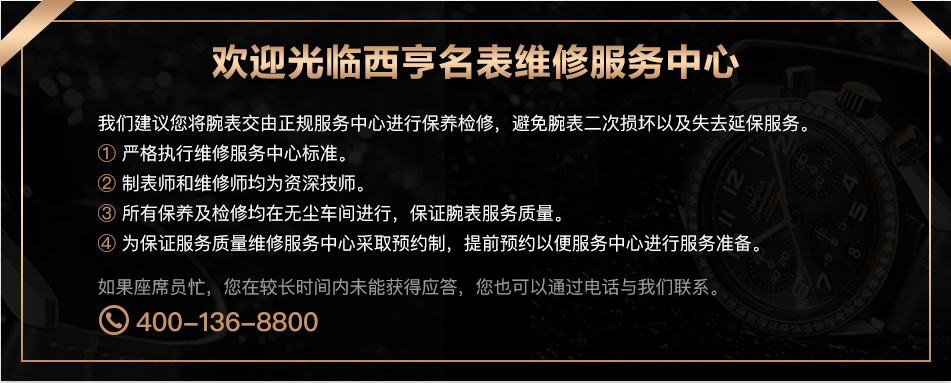 欢迎光临西亨名表维修服务中心
我们建议您将腕表交由正规服务中心进行保养检修，避免腕表二次损坏以及失去延保服务。
① 严格执行维修服务中心标准。
② 制表师和维修师均为资深技师。
③ 所有保养及检修均在无尘车间进行，保证腕表服务质量。
④ 为保证服务质量维修服务中心采取预约制，提前预约以便服务中心进行服务准备。
如果座席员忙，您在较长时间内未能获得应答，您也可以通过电话与我们联系。
400-136-8800